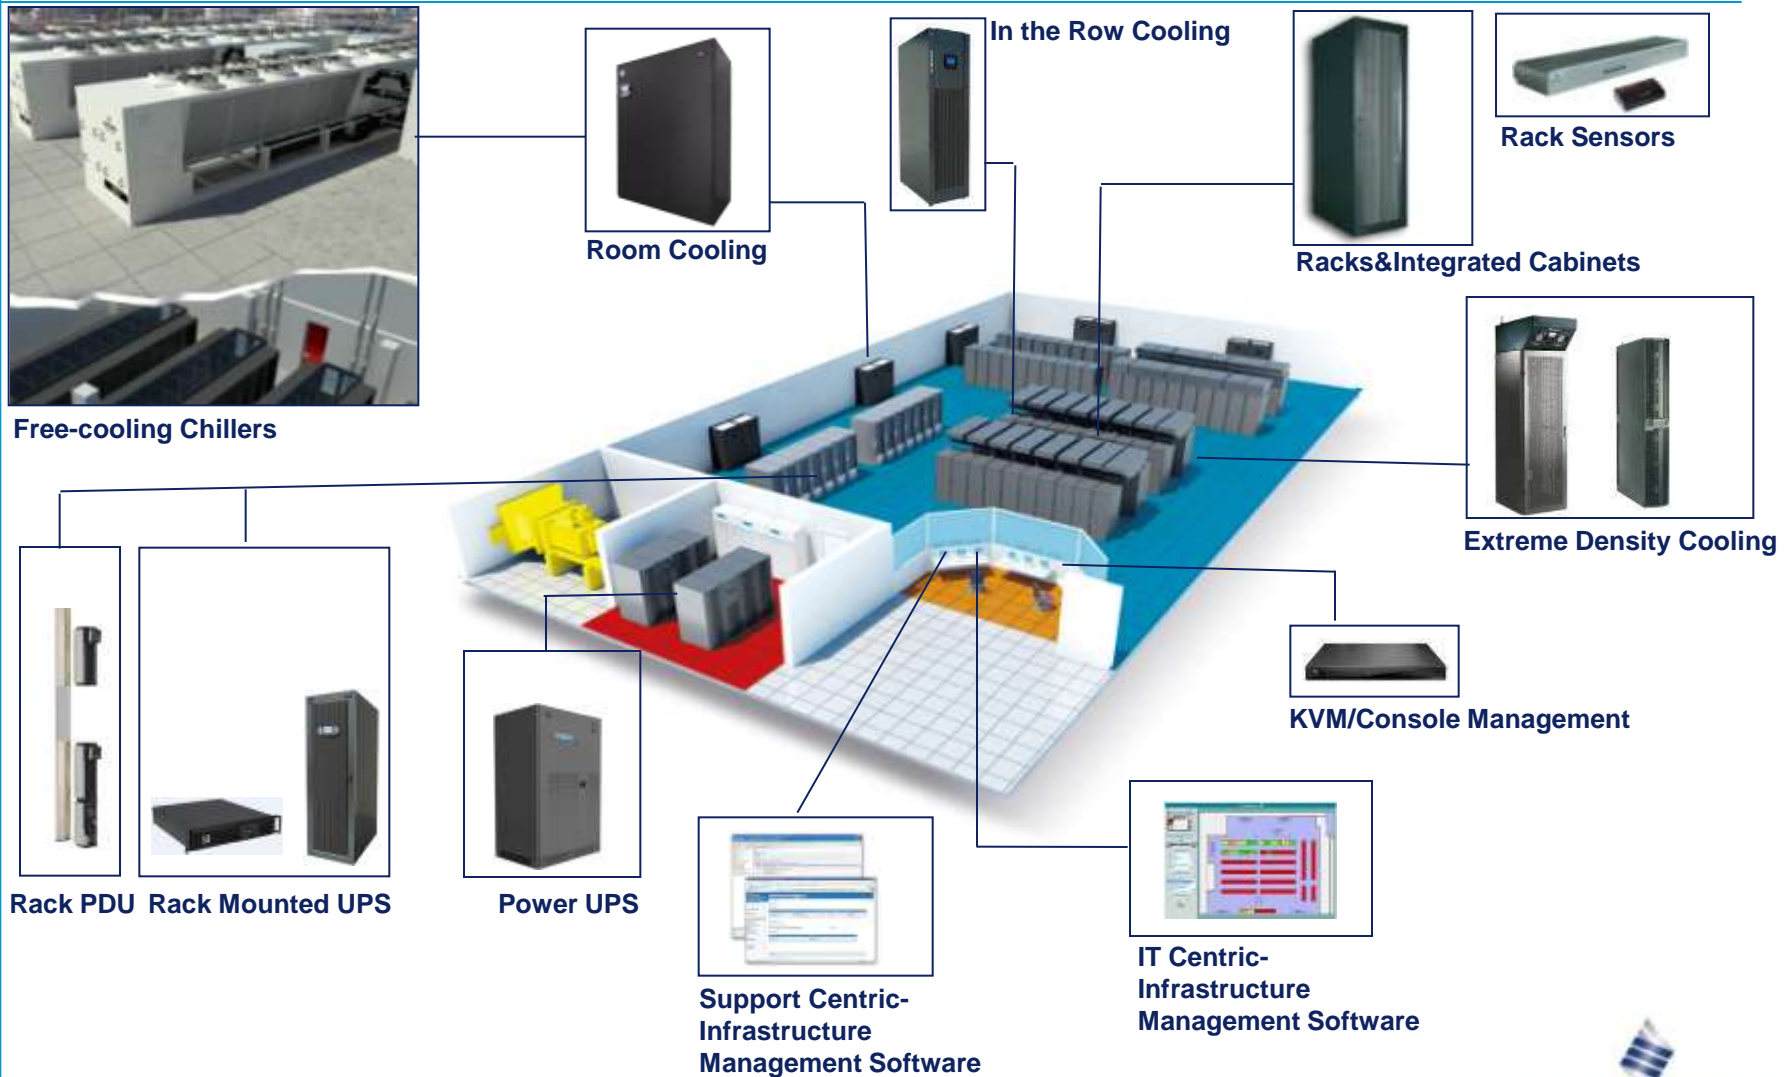 In the Row Cooling
Rack Sensors
Room Cooling
Racks&Integrated Cabinets
Free-cooling Chillers
Extreme Density Cooling
KVM/Console Management
Rack PDU
Rack Mounted UPS
Power UPS
IT Centric-
Infrastructure
Management Software
Support Centric-
Infrastructure
Management Software